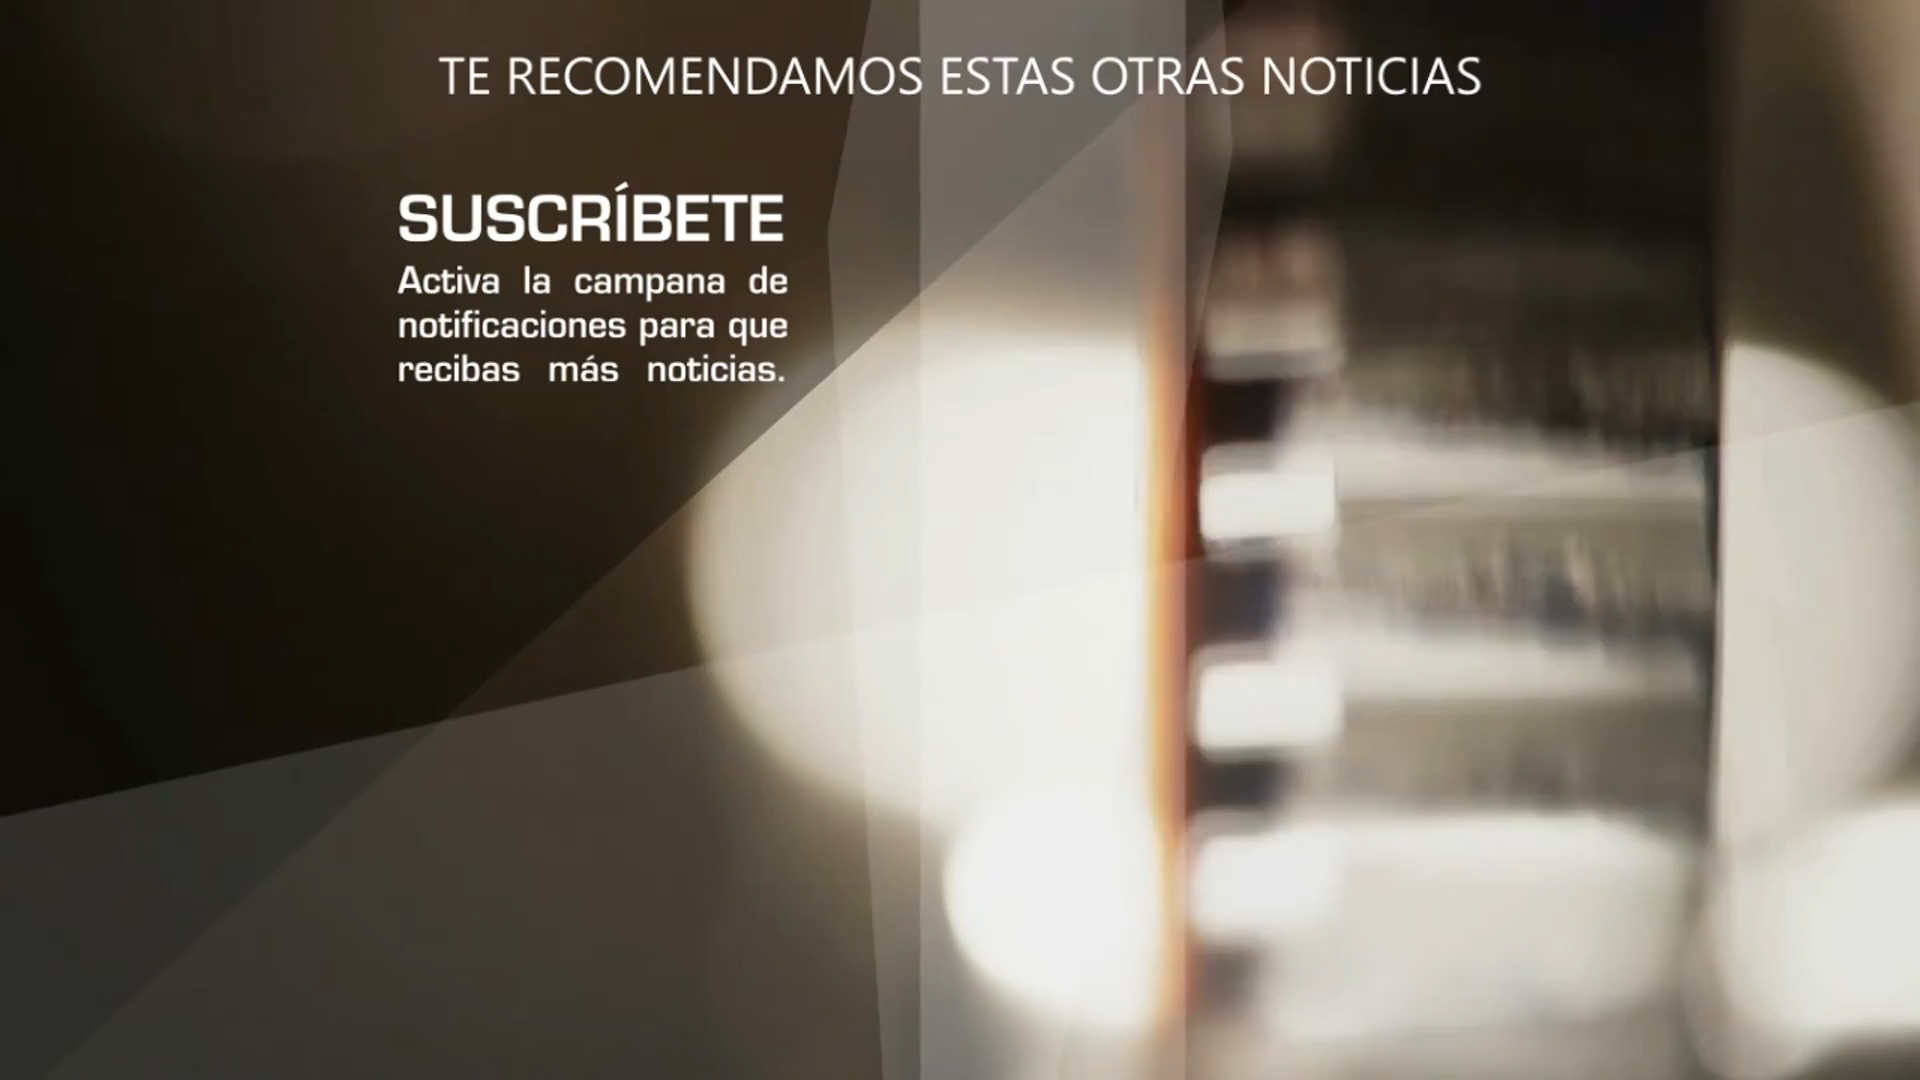 TE RECOMENDAMOS ESTAS OTRAS NOTICIAS
SUSCRÍBETE
Activa la campana de
notificaciones para que
recibas más noticias.